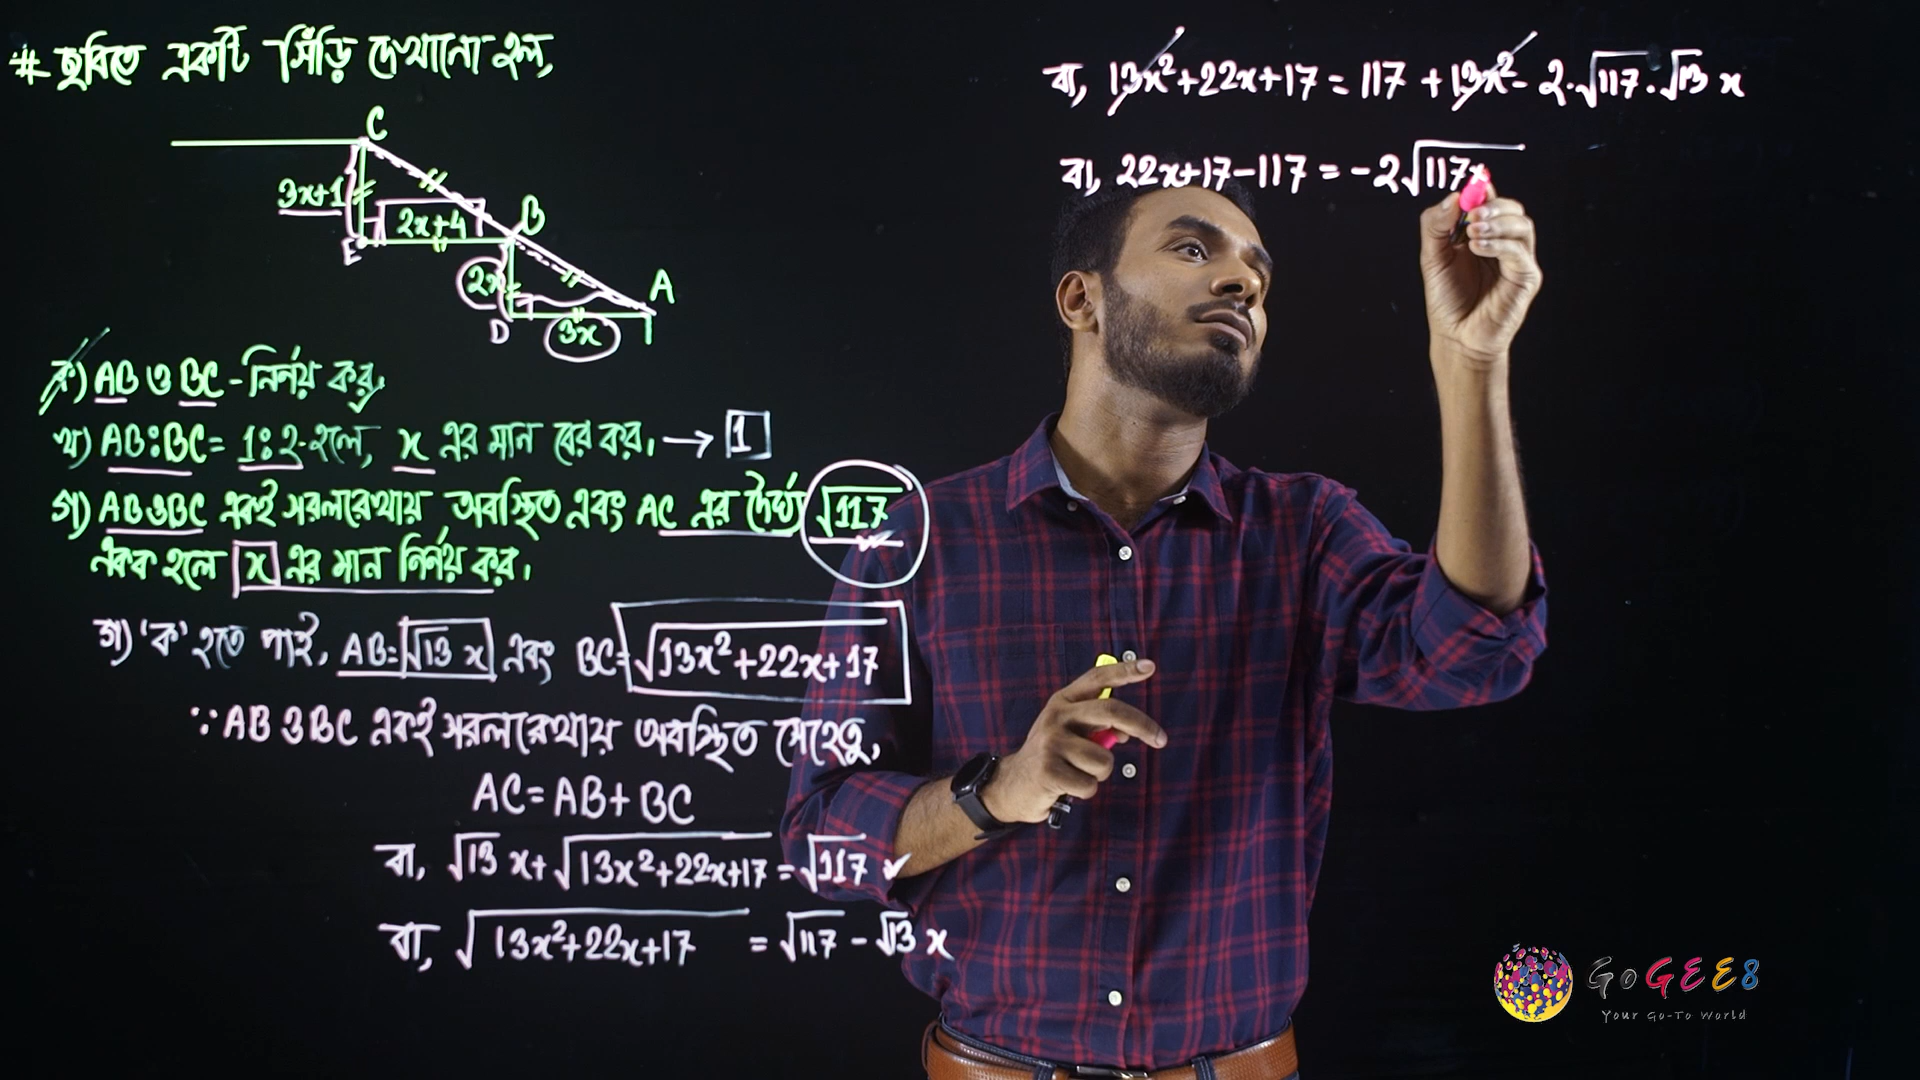 # ছবিতে একটি সিঁড়ি দেখানো হল,
C
3x+1
2x+4
B
E
2x
A
D
3x
ক) AB ও BC - নির্ণয় কর,
খ) AB:BC = 1:2 হলে, x এর মান বের কর। → 1
গ) AB ও BC একই সরলরেখায় অবস্থিত এবং AC এর দৈর্ঘ্য √117
একক হলে x এর মান নির্ণয় কর।
গ) 'ক' হতে পাই, AB=√13 x এবং BC=√13x²+22x+17
∵ AB ও BC একই সরলরেখায় অবস্থিত সেহেতু,
AC = AB + BC
বা, √13 x + √13x²+22x+17 = √117
বা, √13x²+22x+17 = √117 - √13 x
বা, 13x²+22x+17 = 117 + 13x² - 2·√117·√13 x
বা, 22x+17-117 = -2√117x
GoGEE8
Your Go-To World